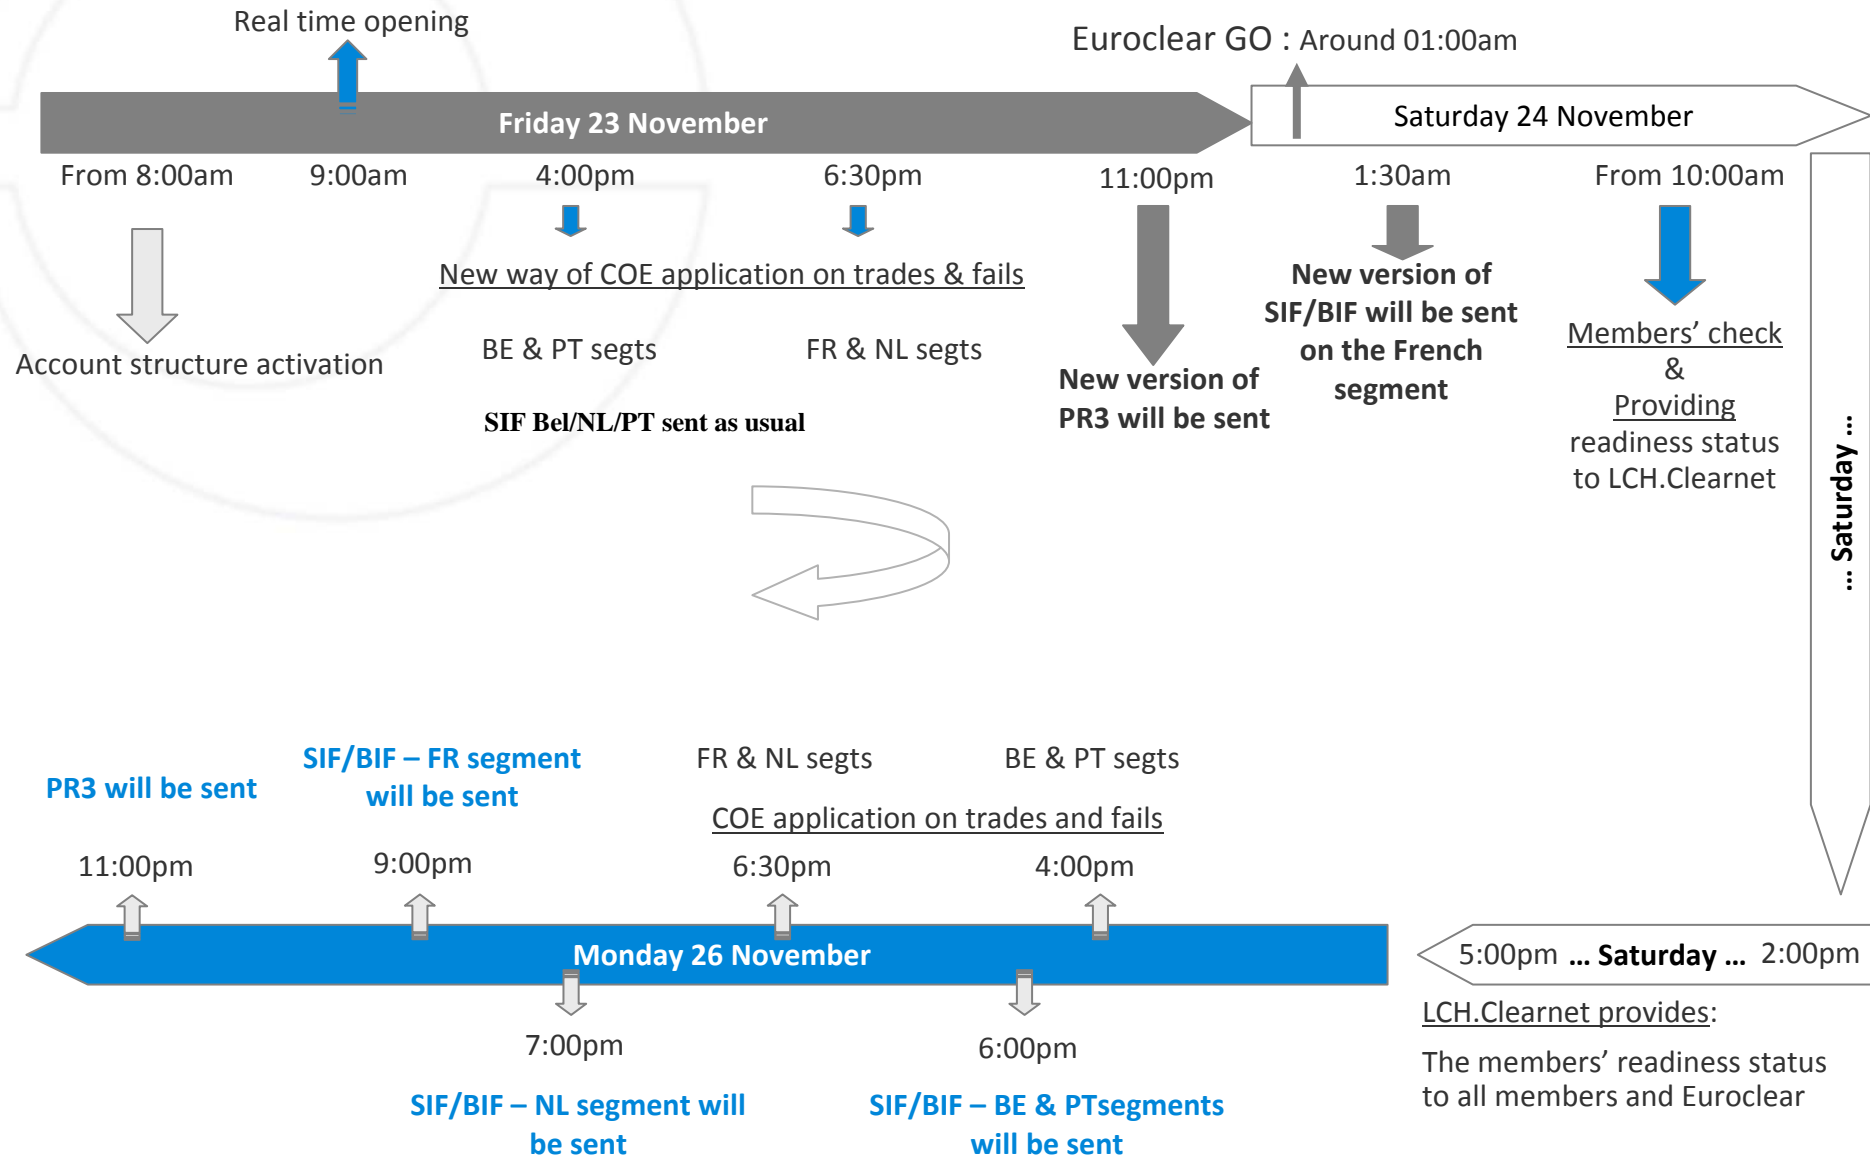 Real time opening
Euroclear GO : Around 01:00am
Friday 23 November
Saturday 24 November
From 8:00am
9:00am
4:00pm
6:30pm
11:00pm
1:30am
From 10:00am
Account structure activation
New way of COE application on trades & fails
BE & PT segts
FR & NL segts
SIF Bel/NL/PT sent as usual
New version of
PR3 will be sent
New version of
SIF/BIF will be sent
on the French
segment
Members’ check
&
Providing
readiness status
to LCH.Clearnet
... Saturday ...
PR3 will be sent
SIF/BIF – FR segment
will be sent
FR & NL segts
BE & PT segts
COE application on trades and fails
11:00pm
9:00pm
6:30pm
4:00pm
Monday 26 November
5:00pm ... Saturday ... 2:00pm
7:00pm
6:00pm
SIF/BIF – NL segment will
be sent
SIF/BIF – BE & PTsegments
will be sent
LCH.Clearnet provides:
The members’ readiness status
to all members and Euroclear